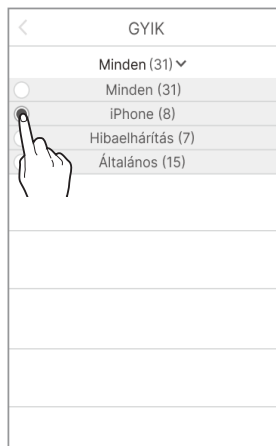 GYIK
Minden (31)
Minden (31)
iPhone (8)
Hibaelhárítás (7)
Általános (15)